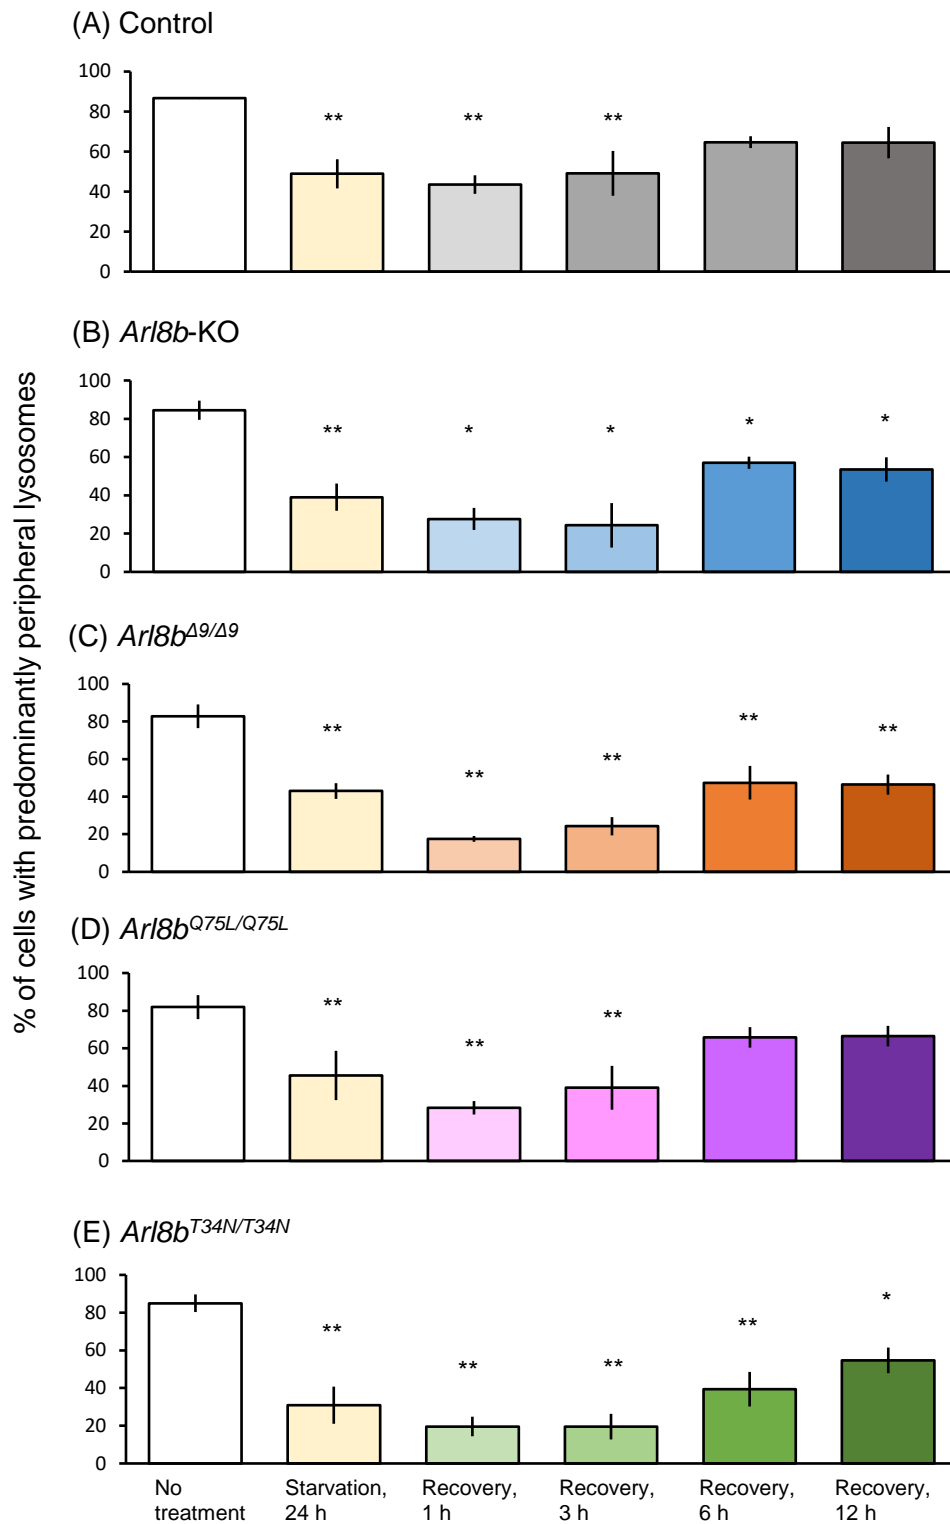 (A) Control
100
80
60
40
20
0
** ** **
(B) Arl8b-KO
100
80
60
40
20
0
** * * * *
(C) Arl8bΔ9/Δ9
100
80
60
40
20
0
** ** ** ** **
(D) Arl8bQ75L/Q75L
100
80
60
40
20
0
** ** **
(E) Arl8bT34N/T34N
100
80
60
40
20
0
** ** ** ** *
% of cells with predominantly peripheral lysosomes
No
treatment
Starvation,
24 h
Recovery,
1 h
Recovery,
3 h
Recovery,
6 h
Recovery,
12 h